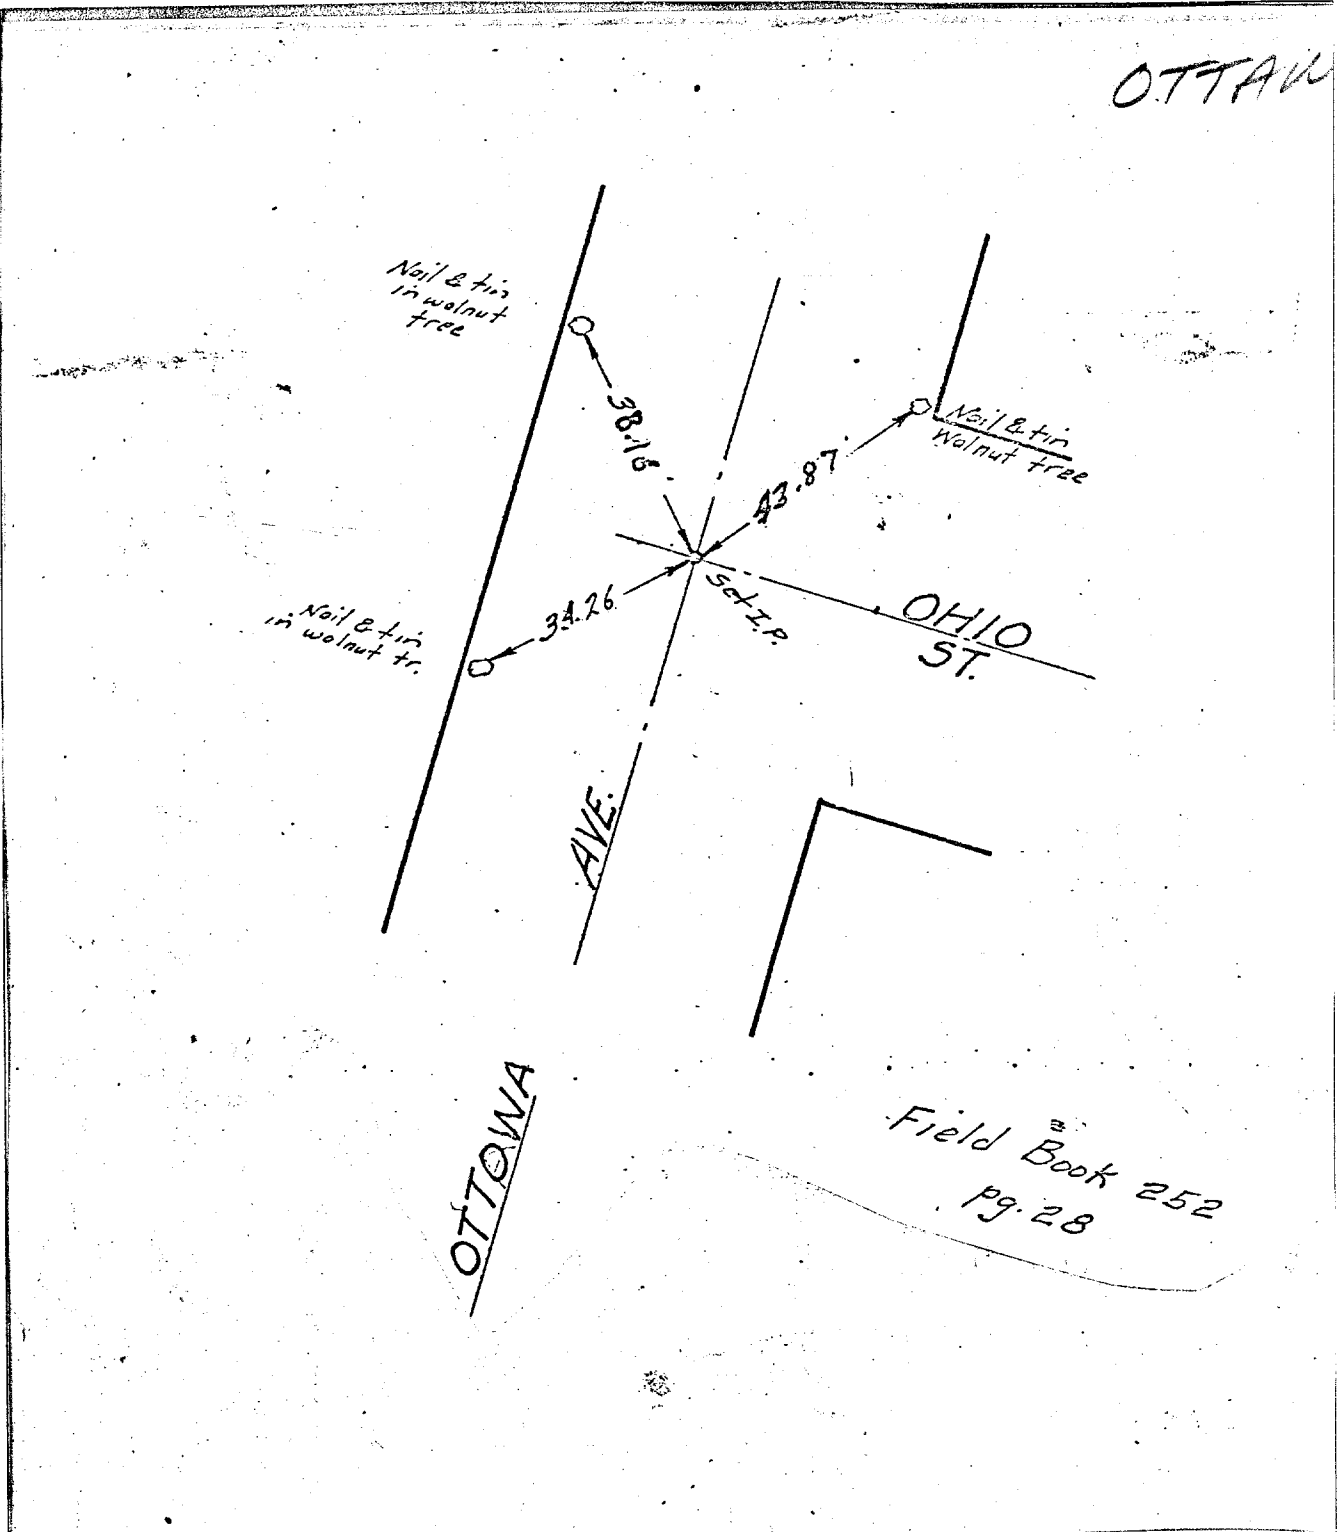 OTTAW
Nail & tin
in walnut
tree
38.16
43.87
Nail & tin
Walnut tree
34.26
Set I.P.
Nail & tin
in walnut tr.
OHIO
ST.
AVE.
OTTOWA
Field Book 252
pg. 28